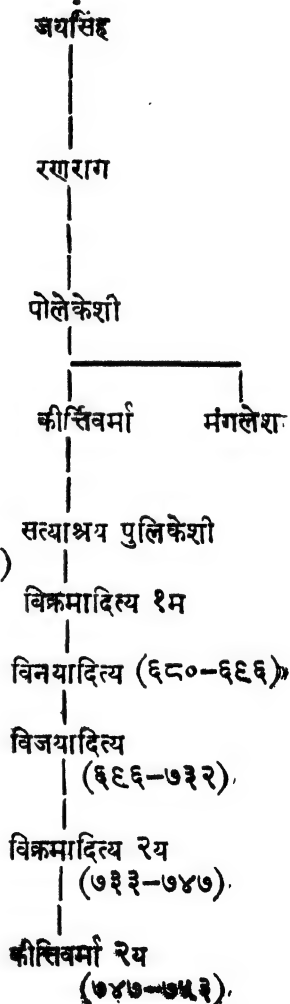 जयसिंह
रणराग
पोलेकेशी
कीर्त्तिवर्मा मंगलेश
सत्याश्रय पुलिकेशी
)
विक्रमादित्य १म
विनयादित्य (६८०-६९६)
विजयादित्य
(६९६-७३२)
विक्रमादित्य २य
(७३३-७४७)
कीर्त्तिवर्मा २य
(७४७-७५३)